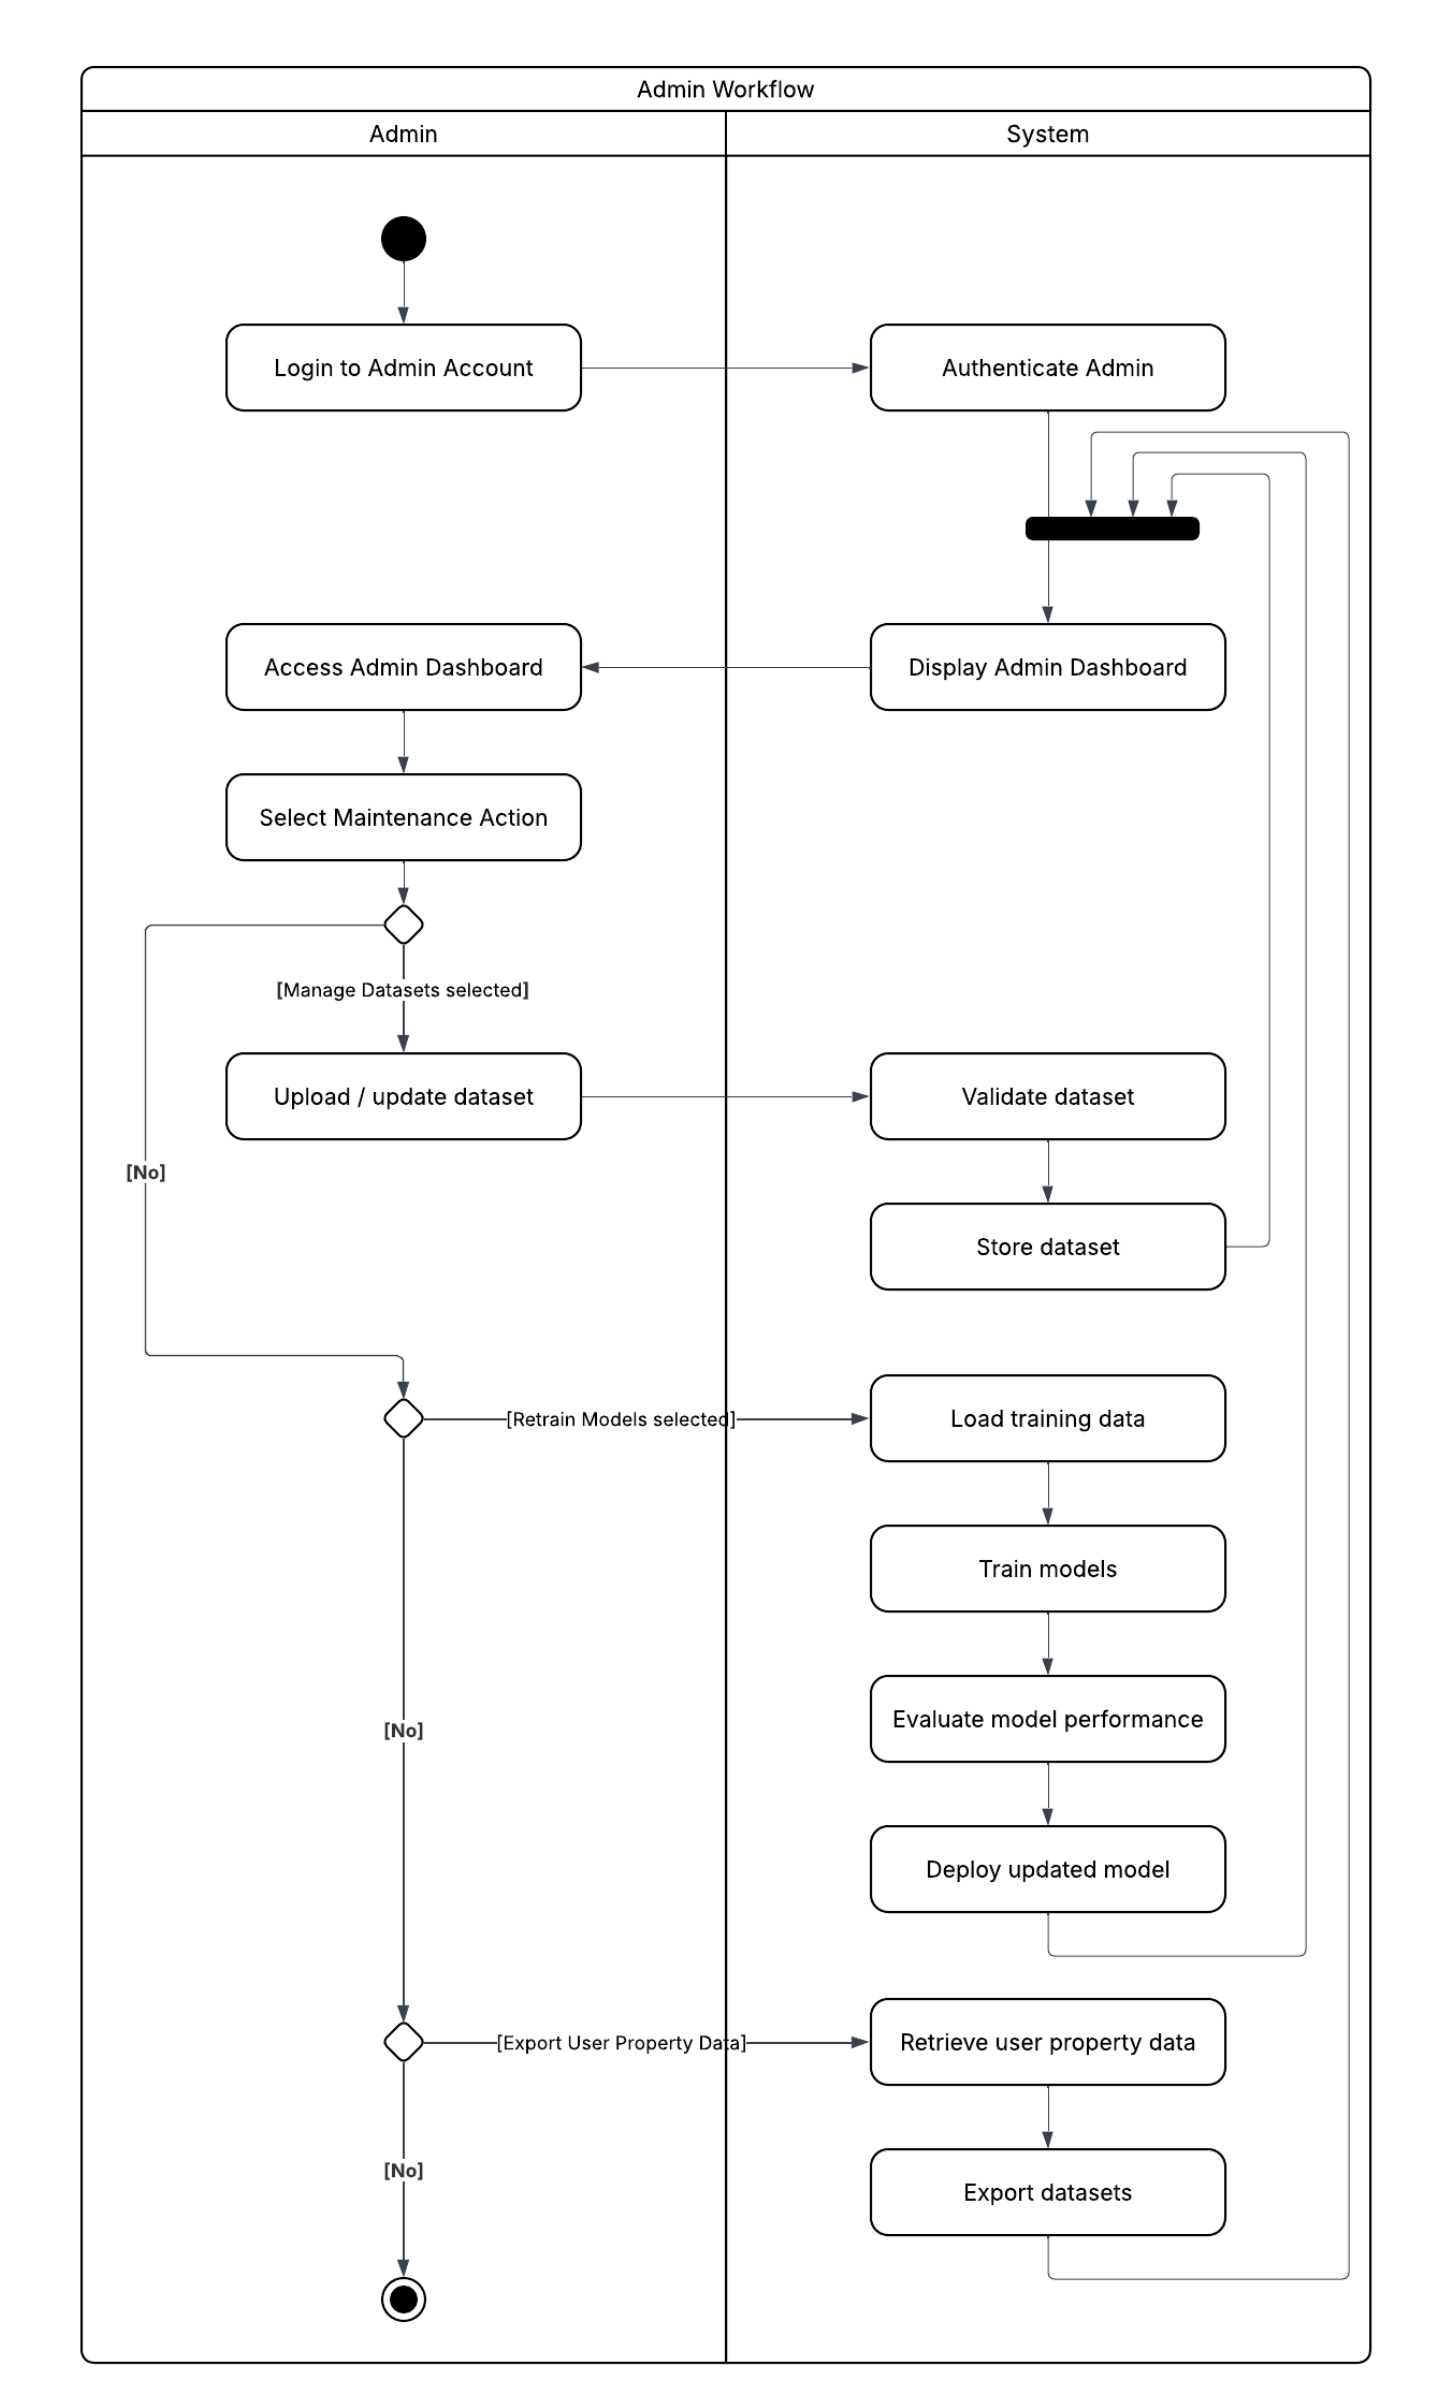 Admin Workflow
Admin
System
Login to Admin Account
Authenticate Admin
Access Admin Dashboard
Display Admin Dashboard
Select Maintenance Action
[Manage Datasets selected]
Upload / update dataset
Validate dataset
[No]
Store dataset
[Retrain Models selected]
Load training data
Train models
Evaluate model performance
[No]
Deploy updated model
[Export User Property Data]
Retrieve user property data
[No]
Export datasets